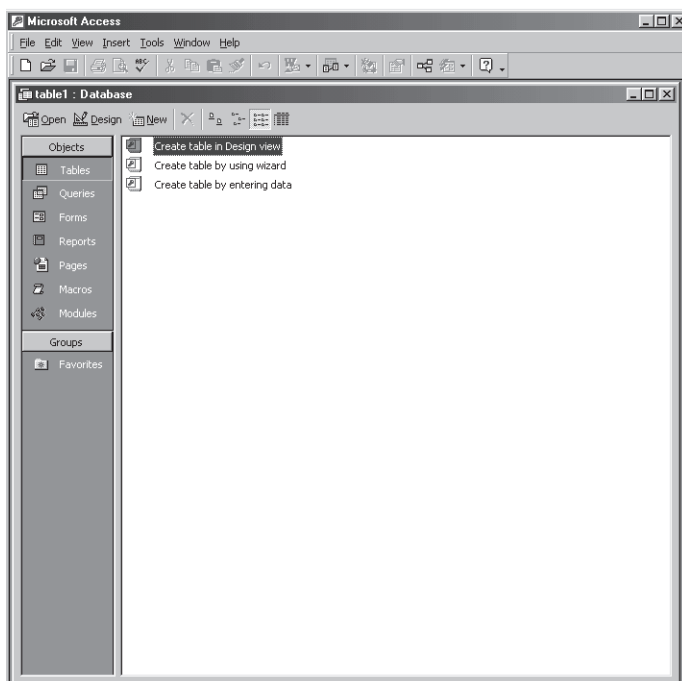 Microsoft Access
File Edit View Insert Tools Window Help
table1 : Database
Open Design New
Objects
Tables
Queries
Forms
Reports
Pages
Macros
Modules
Groups
Favorites
Create table in Design view
Create table by using wizard
Create table by entering data